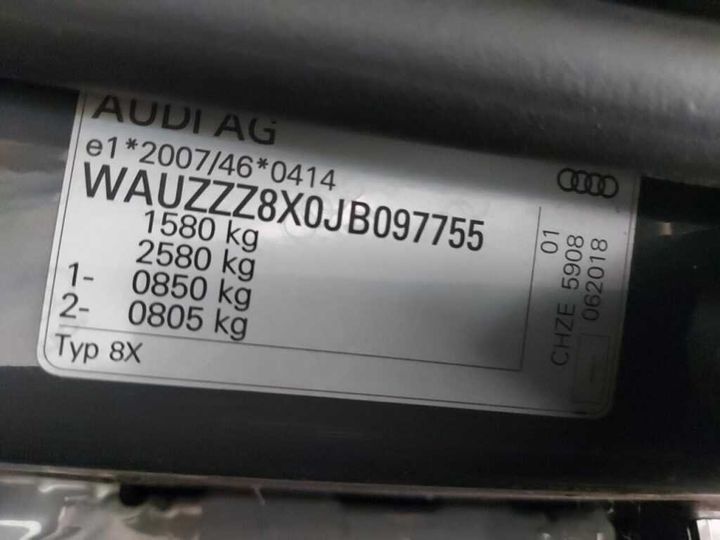 AUDI AG
e1*2007/46*0414
WAUZZZ8X0JB097755
1580 kg
2580 kg
1- 0850 kg
2- 0805 kg
Typ 8X
01
CHZE 5908
062018